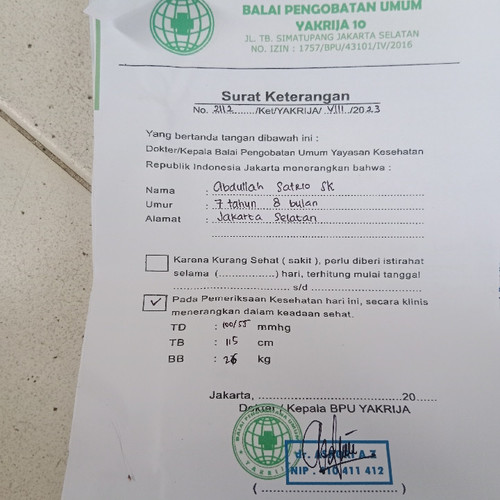 BALAI PENGOBATAN UMUM
YAKRIJA 10
JL. TB. SIMATUPANG JAKARTA SELATAN
NO. IZIN : 1757/BPU/43101/IV/2016
Surat Keterangan
No. 2112 /Ket/YAKRIJA/ VIII /2023
Yang bertanda tangan dibawah ini :
Dokter/Kepala Balai Pengobatan Umum Yayasan Kesehatan
Republik Indonesia Jakarta menerangkan bahwa :
Nama : Abdullah Satrio SK
Umur : 7 tahun 8 bulan
Alamat : Jakarta Selatan
Karena Kurang Sehat ( sakit ), perlu diberi istirahat
selama (...............) hari, terhitung mulai tanggal
........................... s/d ...........................
✓ Pada Pemeriksaan Kesehatan hari ini, secara klinis
menerangkan dalam keadaan sehat.
TD : 100/55 mmhg
TB : 115 cm
BB : 26 kg
Jakarta, .............................. 20......
Dokter / Kepala BPU YAKRIJA
BALAI PENGOBATAN UMUM
dr.
NIP. 410 411 412
(..............................)